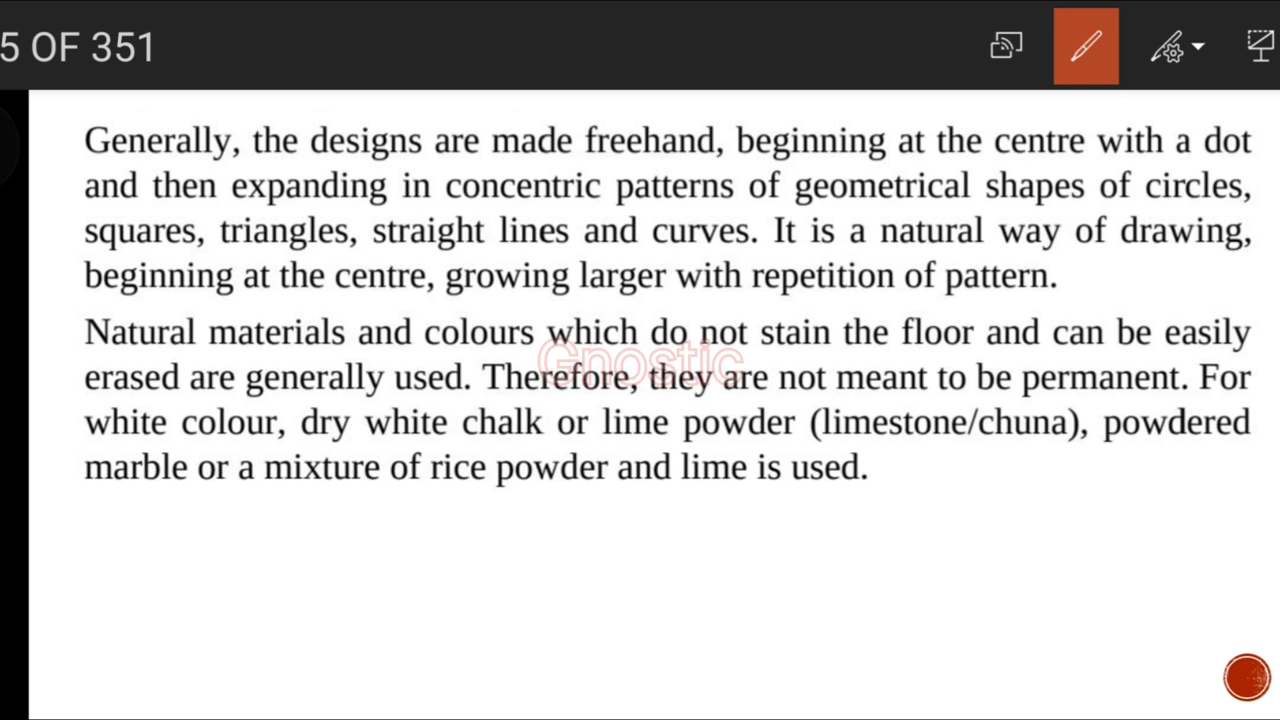 5 OF 351
Generally, the designs are made freehand, beginning at the centre with a dot
and then expanding in concentric patterns of geometrical shapes of circles,
squares, triangles, straight lines and curves. It is a natural way of drawing,
beginning at the centre, growing larger with repetition of pattern.
Natural materials and colours which do not stain the floor and can be easily
Gnostic
erased are generally used. Therefore, they are not meant to be permanent. For
white colour, dry white chalk or lime powder (limestone/chuna), powdered
marble or a mixture of rice powder and lime is used.